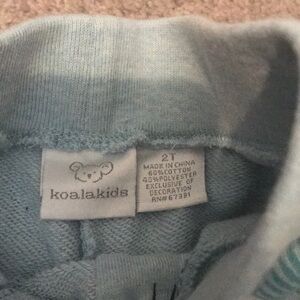 koalakids
2T
MADE IN CHINA
60%COTTON
40%POLYESTER
EXCLUSIVE OF
DECORATION
RN#67391